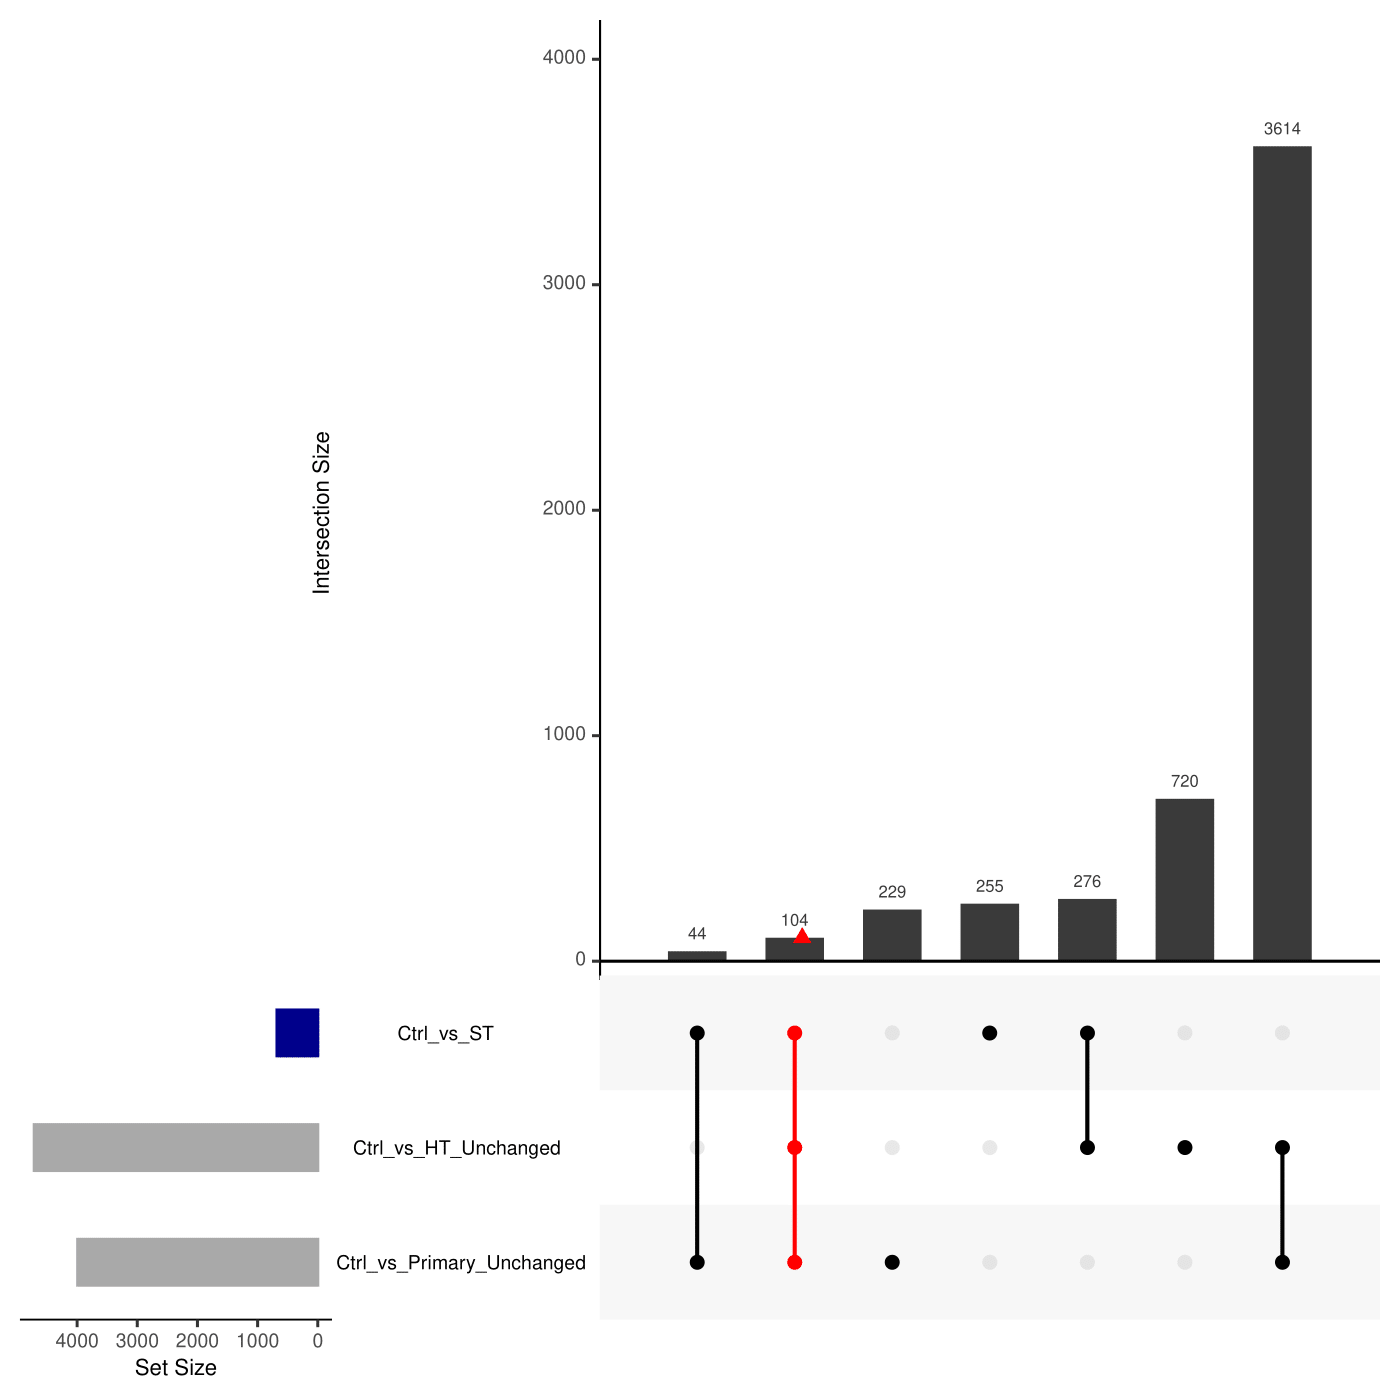 4000
3000
2000
1000
0
Intersection Size
44
104
229
255
276
720
3614
Ctrl_vs_ST
Ctrl_vs_HT_Unchanged
Ctrl_vs_Primary_Unchanged
4000 3000 2000 1000 0
Set Size